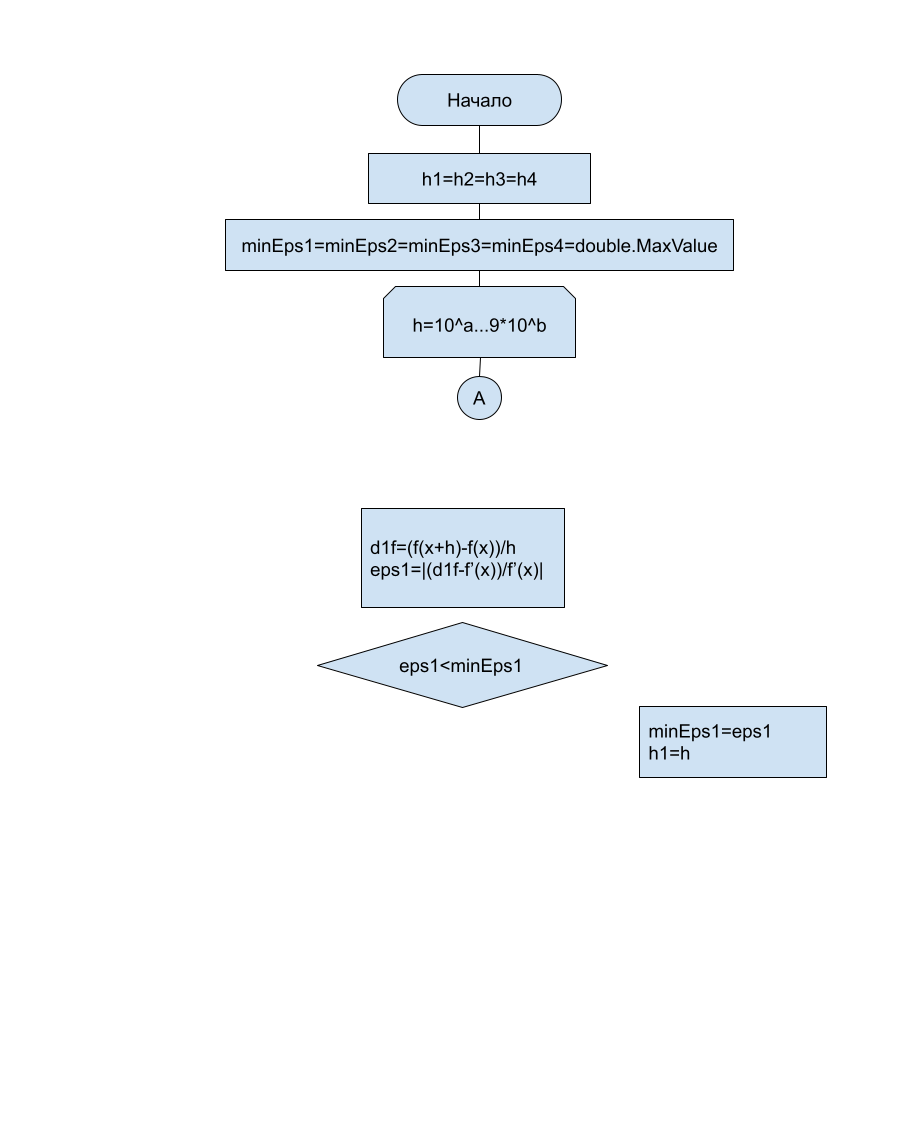 Начало
h1=h2=h3=h4
minEps1=minEps2=minEps3=minEps4=double.MaxValue
h=10^a...9*10^b
A
d1f=(f(x+h)-f(x))/h
eps1=|(d1f-f’(x))/f’(x)|
eps1<minEps1
minEps1=eps1
h1=h